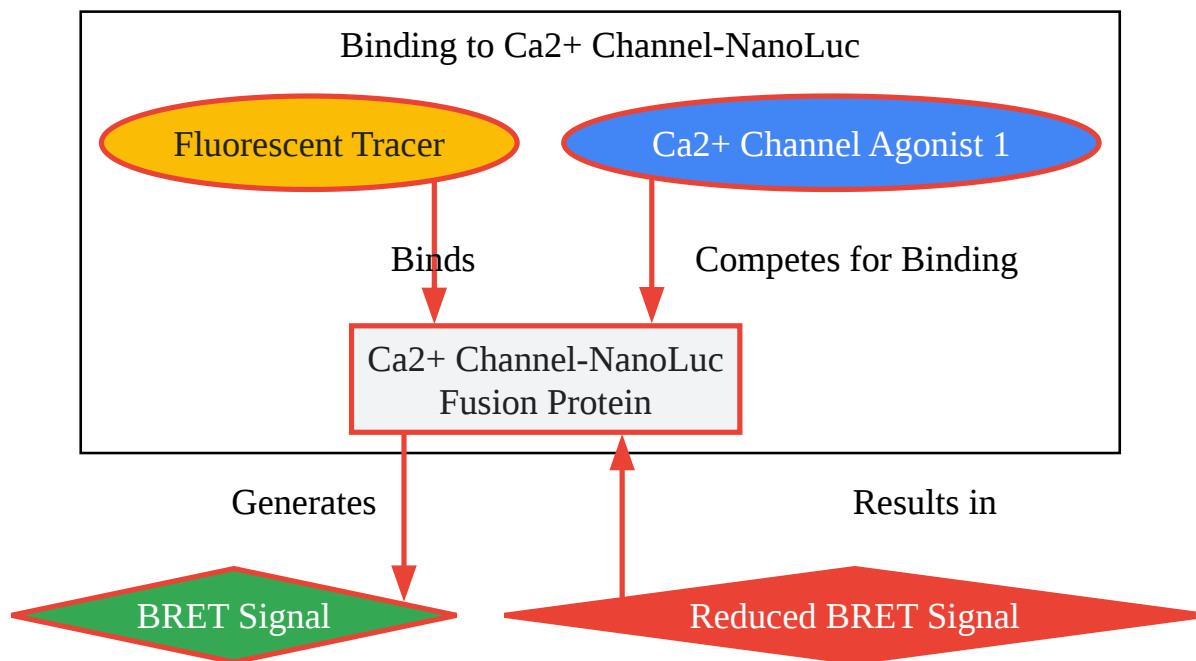 Binding to Ca2+ Channel-NanoLuc
Fluorescent Tracer
Ca2+ Channel Agonist 1
Binds
Competes for Binding
Ca2+ Channel-NanoLuc
Fusion Protein
Generates
Results in
BRET Signal
Reduced BRET Signal